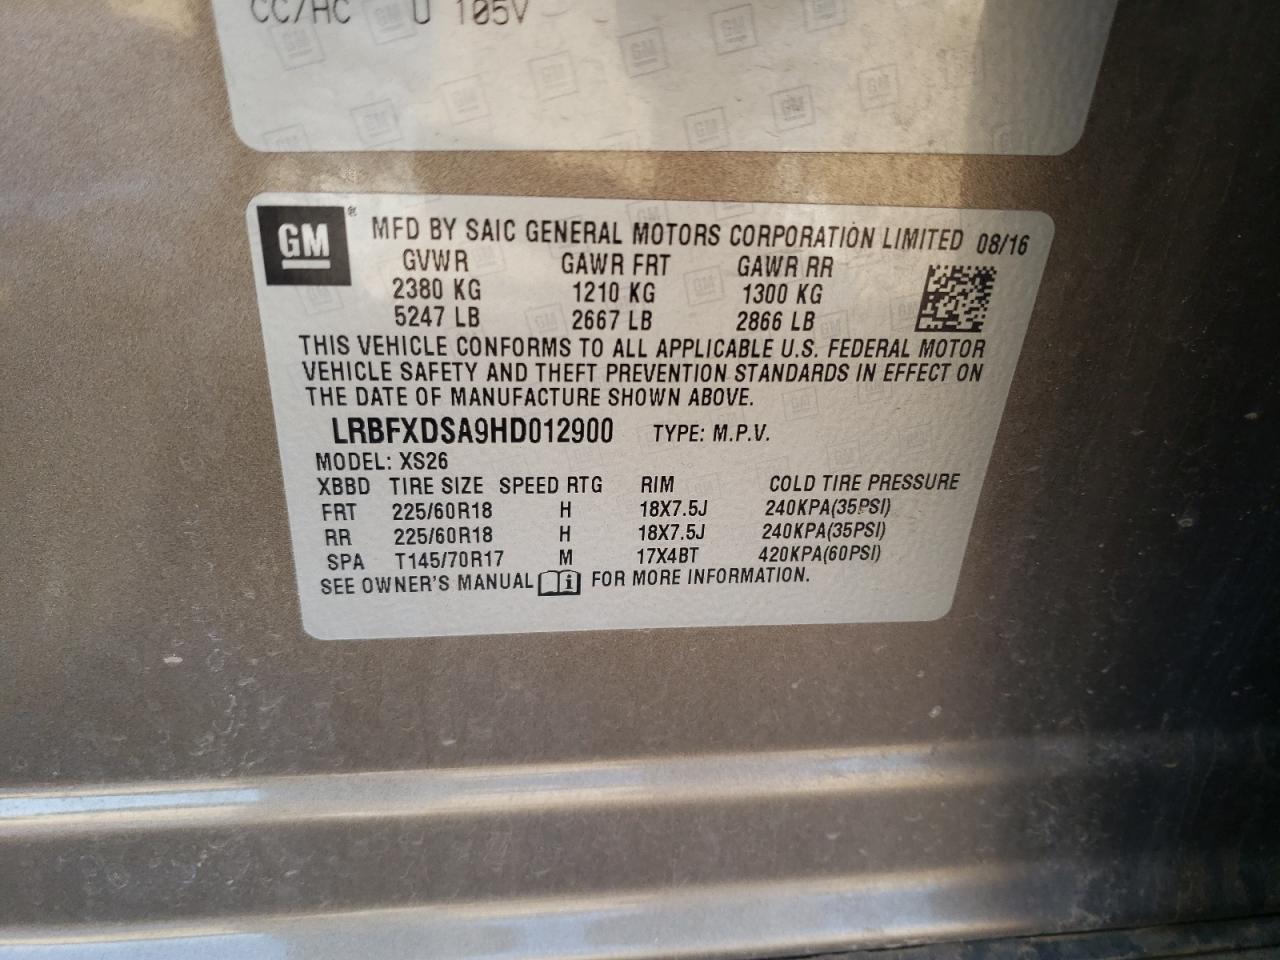 CC/HC U 105V
GM® MFD BY SAIC GENERAL MOTORS CORPORATION LIMITED 08/16
GVWR GAWR FRT GAWR RR
2380 KG 1210 KG 1300 KG
5247 LB 2667 LB 2866 LB
THIS VEHICLE CONFORMS TO ALL APPLICABLE U.S. FEDERAL MOTOR
VEHICLE SAFETY AND THEFT PREVENTION STANDARDS IN EFFECT ON
THE DATE OF MANUFACTURE SHOWN ABOVE.
LRBFXDSA9HD012900 TYPE: M.P.V.
MODEL: XS26
XBBD TIRE SIZE SPEED RTG RIM COLD TIRE PRESSURE
FRT 225/60R18 H 18X7.5J 240KPA(35PSI)
RR 225/60R18 H 18X7.5J 240KPA(35PSI)
SPA T145/70R17 M 17X4BT 420KPA(60PSI)
SEE OWNER'S MANUAL FOR MORE INFORMATION.